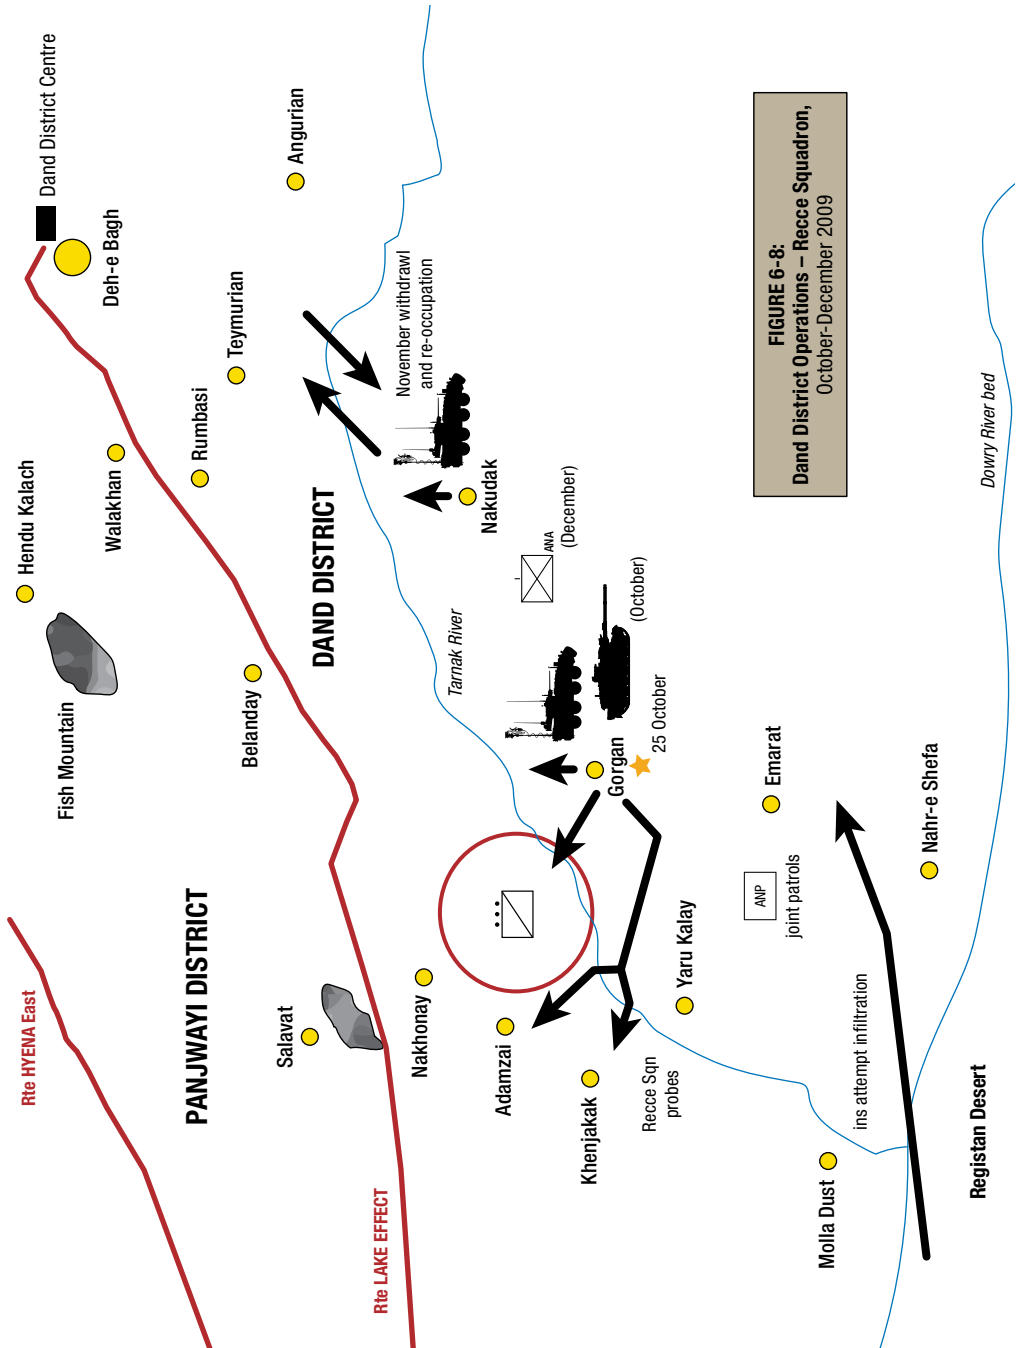 Rte HYENA East
PANJWAYI DISTRICT
Fish Mountain
Hendu Kalach
Walakhan
Dand District Centre
Deh-e Bagh
Rumbasi
Teymurian
Angurian
Salavat
Belanday
DAND DISTRICT
Rte LAKE EFFECT
Nakhonay
Tarnak River
November withdrawl
and re-occupation
Nakudak
Adamzai
Khenjakak
Recce Sqn
probes
Yaru Kalay
Gorgan
25 October
(October)
I
ANA
(December)
Emarat
ANP
joint patrols
Molla Dust
ins attempt infiltration
Nahr-e Shefa
Registan Desert
Dowry River bed
FIGURE 6-8:
Dand District Operations – Recce Squadron,
October-December 2009